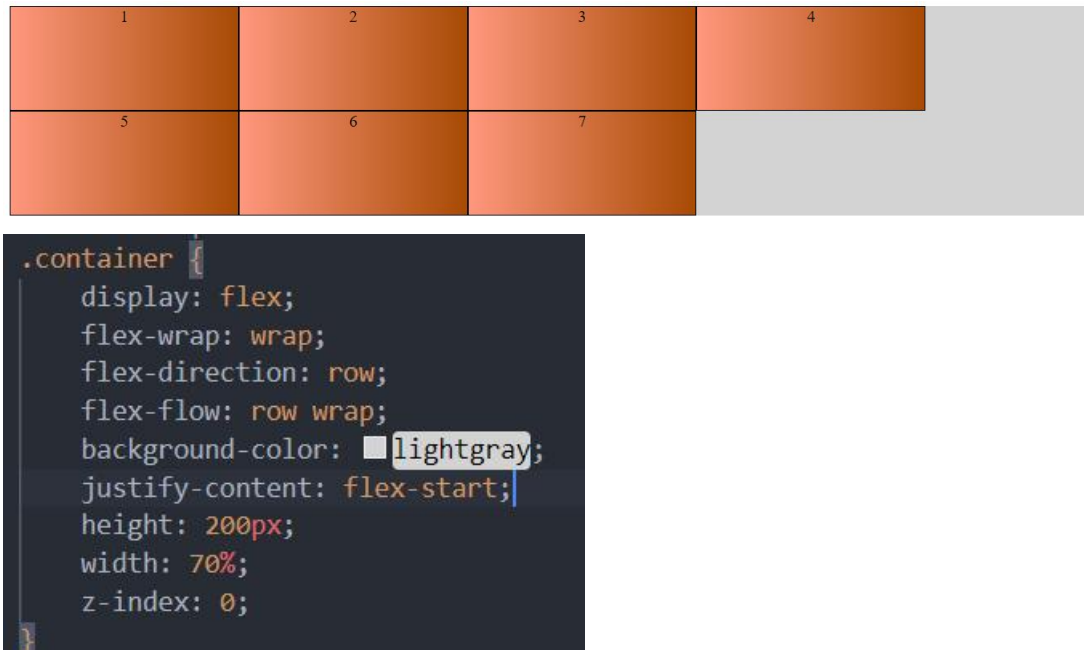 1 2 3 4
5 6 7
.container {
display: flex;
flex-wrap: wrap;
flex-direction: row;
flex-flow: row wrap;
background-color: lightgray;
justify-content: flex-start;
height: 200px;
width: 70%;
z-index: 0;
}